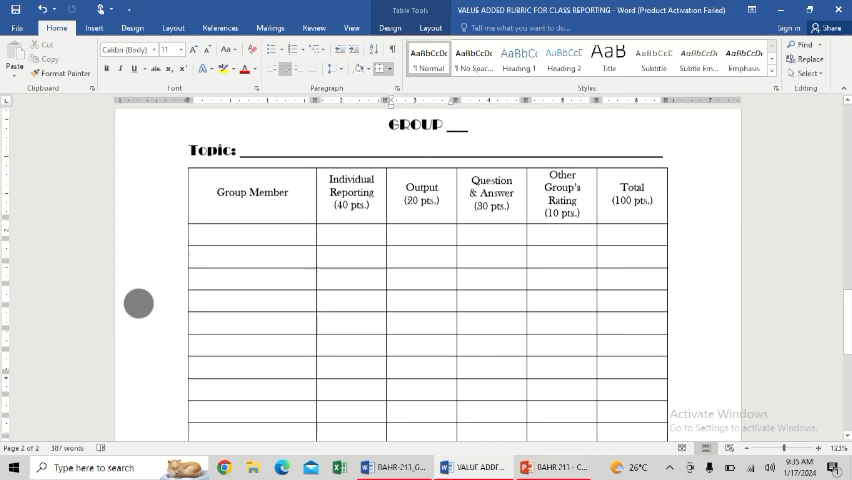 Table Tools
VALUE ADDED RUBRIC FOR CLASS REPORTING - Word (Product Activation Failed)
File Home Insert Design Layout References Mailings Review View Design Layout Tell me what you want to do... Sign in Share
Cut
Copy
Format Painter
Paste
Clipboard
Calibri (Body) 11
Font
Paragraph
AaBbCcDc AaBbCcDc AaBbC AaBbCcC AaB AaBbCcD AaBbCcDc AaBbCcDc
¶ Normal ¶ No Spac... Heading 1 Heading 2 Title Subtitle Subtle Em... Emphasis
Styles
Find
Replace
Select
Editing
GROUP ___
Topic: ___
Group Member
Individual Reporting (40 pts.)
Output (20 pts.)
Question & Answer (30 pts.)
Other Group's Rating (10 pts.)
Total (100 pts.)
Activate Windows
Go to Settings to activate Windows.
Page 2 of 2 387 words
123%
Type here to search
BAHR-213_G...
VALUE ADDE...
BAHR 213 - C...
26°C
9:35 AM
1/17/2024